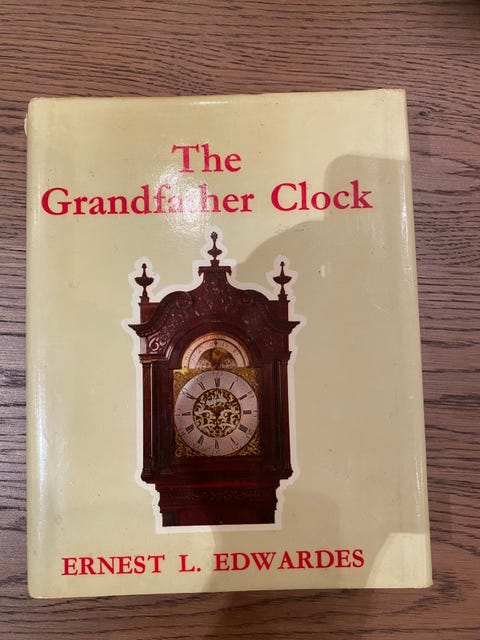 The
Grandfather Clock
ERNEST L. EDWARDES